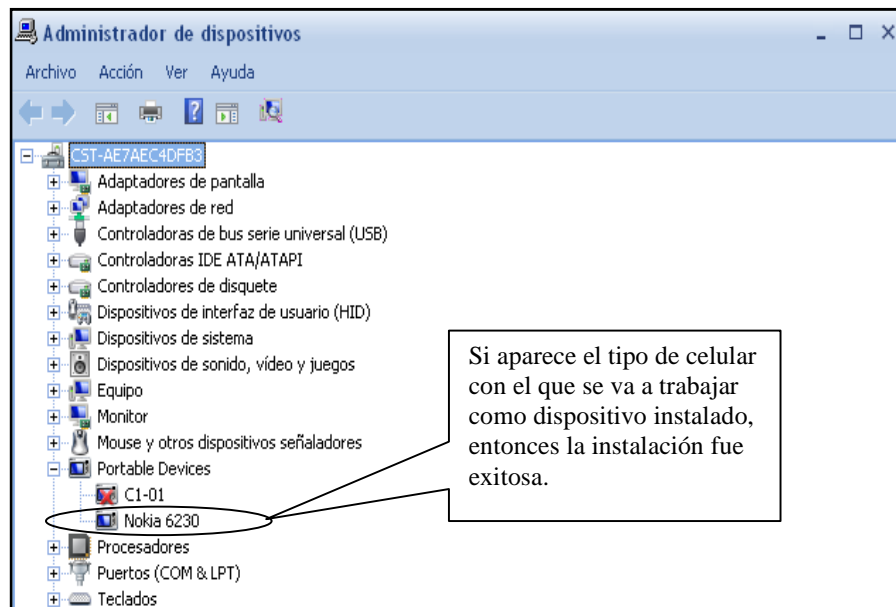 Administrador de dispositivos
Archivo Acción Ver Ayuda
CST-AE7AEC4DFB3
Adaptadores de pantalla
Adaptadores de red
Controladoras de bus serie universal (USB)
Controladoras IDE ATA/ATAPI
Controladores de disquete
Dispositivos de interfaz de usuario (HID)
Dispositivos de sistema
Dispositivos de sonido, vídeo y juegos
Equipo
Monitor
Mouse y otros dispositivos señaladores
Portable Devices
C1-01
Nokia 6230
Procesadores
Puertos (COM & LPT)
Teclados
Si aparece el tipo de celular
con el que se va a trabajar
como dispositivo instalado,
entonces la instalación fue
exitosa.